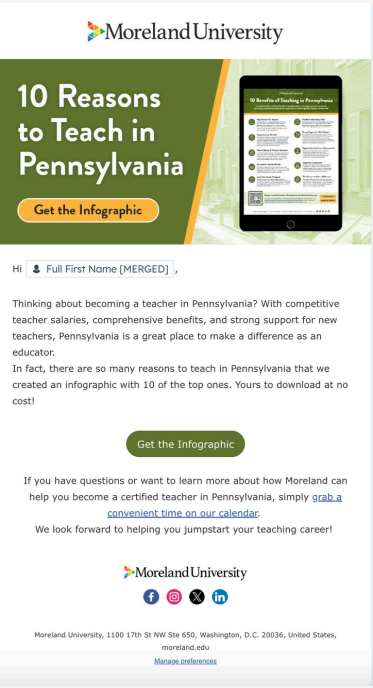 Moreland University
10 Reasons
to Teach in
Pennsylvania
Get the Infographic
10 Benefits of Teaching in Pennsylvania
Hi Full First Name [MERGED] ,
Thinking about becoming a teacher in Pennsylvania? With competitive
teacher salaries, comprehensive benefits, and strong support for new
teachers, Pennsylvania is a great place to make a difference as an
educator.
In fact, there are so many reasons to teach in Pennsylvania that we
created an infographic with 10 of the top ones. Yours to download at no
cost!
Get the Infographic
If you have questions or want to learn more about how Moreland can
help you become a certified teacher in Pennsylvania, simply grab a
convenient time on our calendar.
We look forward to helping you jumpstart your teaching career!
Moreland University
Moreland University, 1100 17th St NW Ste 650, Washington, D.C. 20036, United States,
moreland.edu
Manage preferences